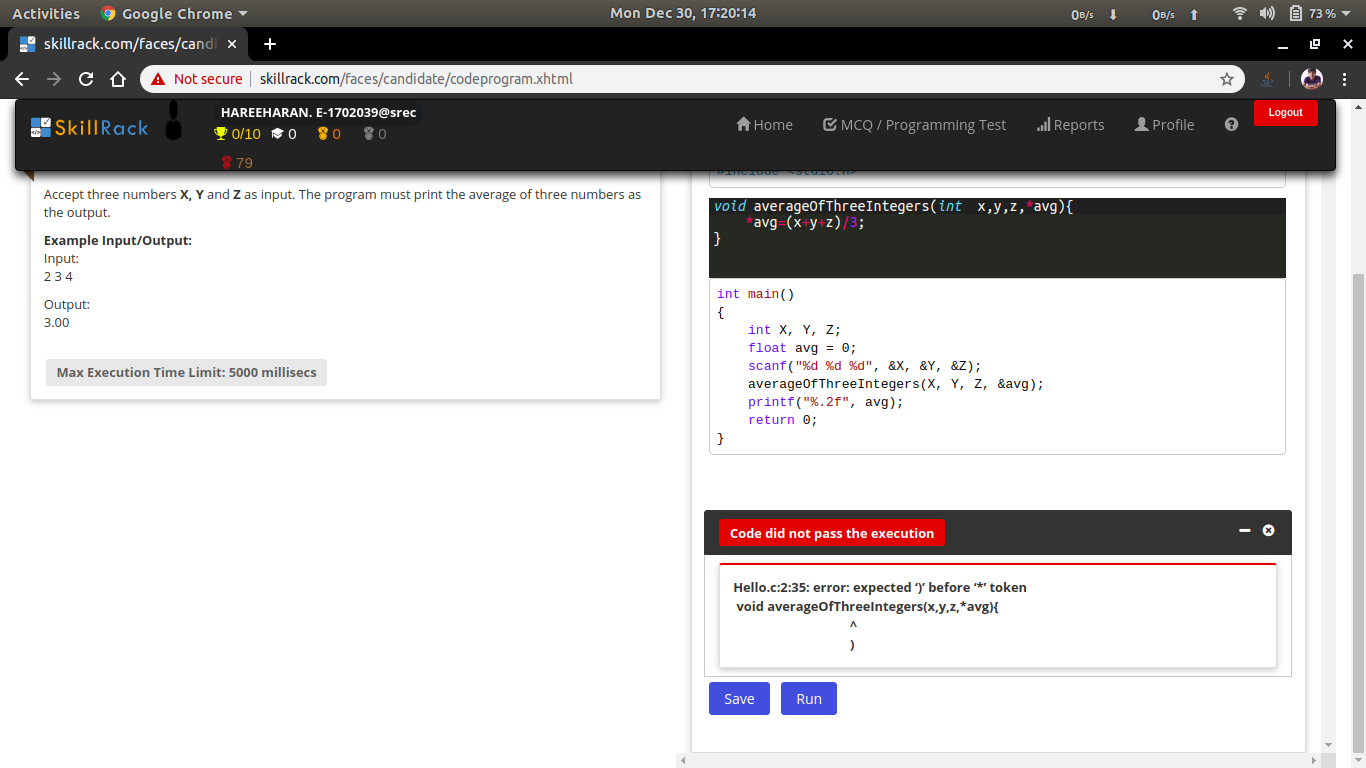 Activities Google Chrome Mon Dec 30, 17:20:14 0B/s 0B/s 73 %
skillrack.com/faces/candi
Not secure skillrack.com/faces/candidate/codeprogram.xhtml
HAREEHARAN. E-1702039@srec
SkillRack 0/10 0 0 0 Home MCQ / Programming Test Reports Profile Logout
79
Accept three numbers X, Y and Z as input. The program must print the average of three numbers as
the output.
Example Input/Output:
Input:
2 3 4
Output:
3.00
Max Execution Time Limit: 5000 millisecs
#include <stdio.h>
void averageOfThreeIntegers(int  x,y,z,*avg){
    *avg=(x+y+z)/3;
}
int main()
{
    int X, Y, Z;
    float avg = 0;
    scanf("%d %d %d", &X, &Y, &Z);
    averageOfThreeIntegers(X, Y, Z, &avg);
    printf("%.2f", avg);
    return 0;
}
Code did not pass the execution
Hello.c:2:35: error: expected ‘)’ before ‘*’ token
void averageOfThreeIntegers(x,y,z,*avg){
^
)
Save Run